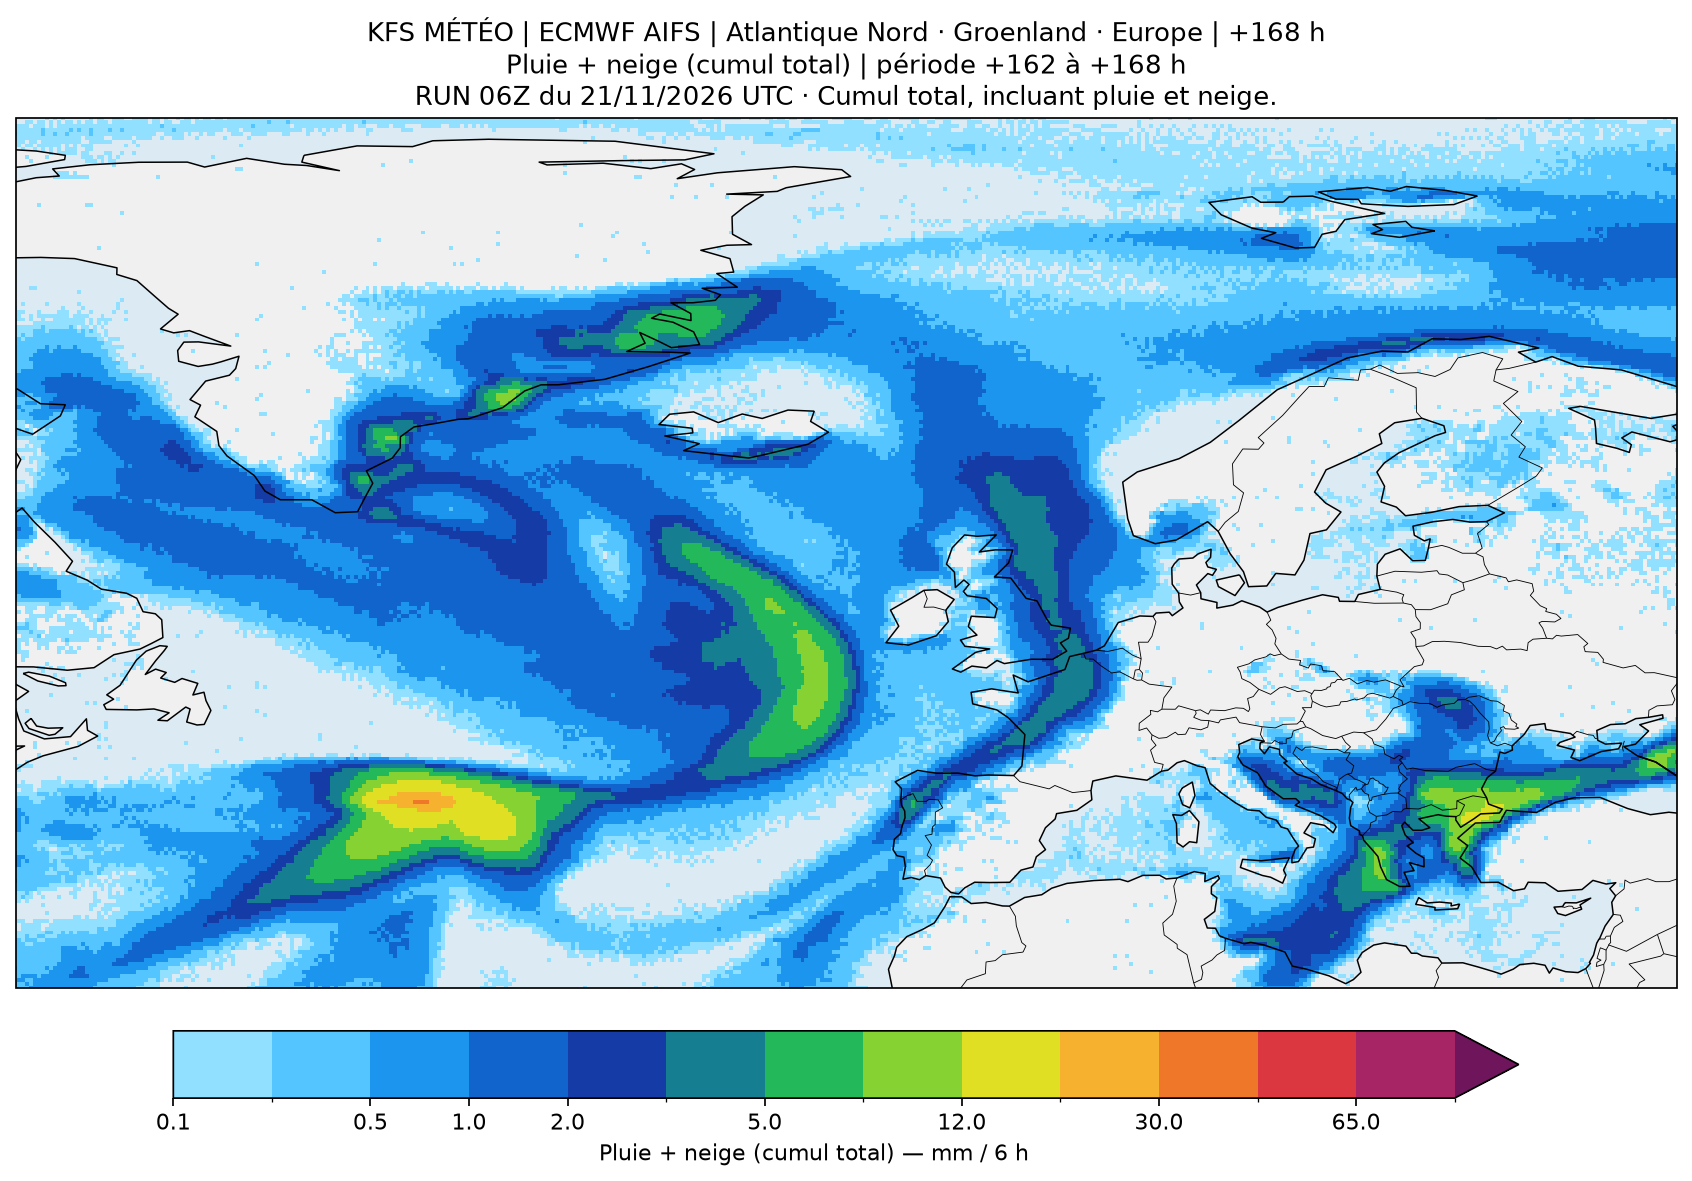 KFS MÉTÉO | ECMWF AIFS | Atlantique Nord · Groenland · Europe | +168 h
Pluie + neige (cumul total) | période +162 à +168 h
RUN 06Z du 21/11/2026 UTC · Cumul total, incluant pluie et neige.
0.1 0.5 1.0 2.0 5.0 12.0 30.0 65.0
Pluie + neige (cumul total) — mm / 6 h